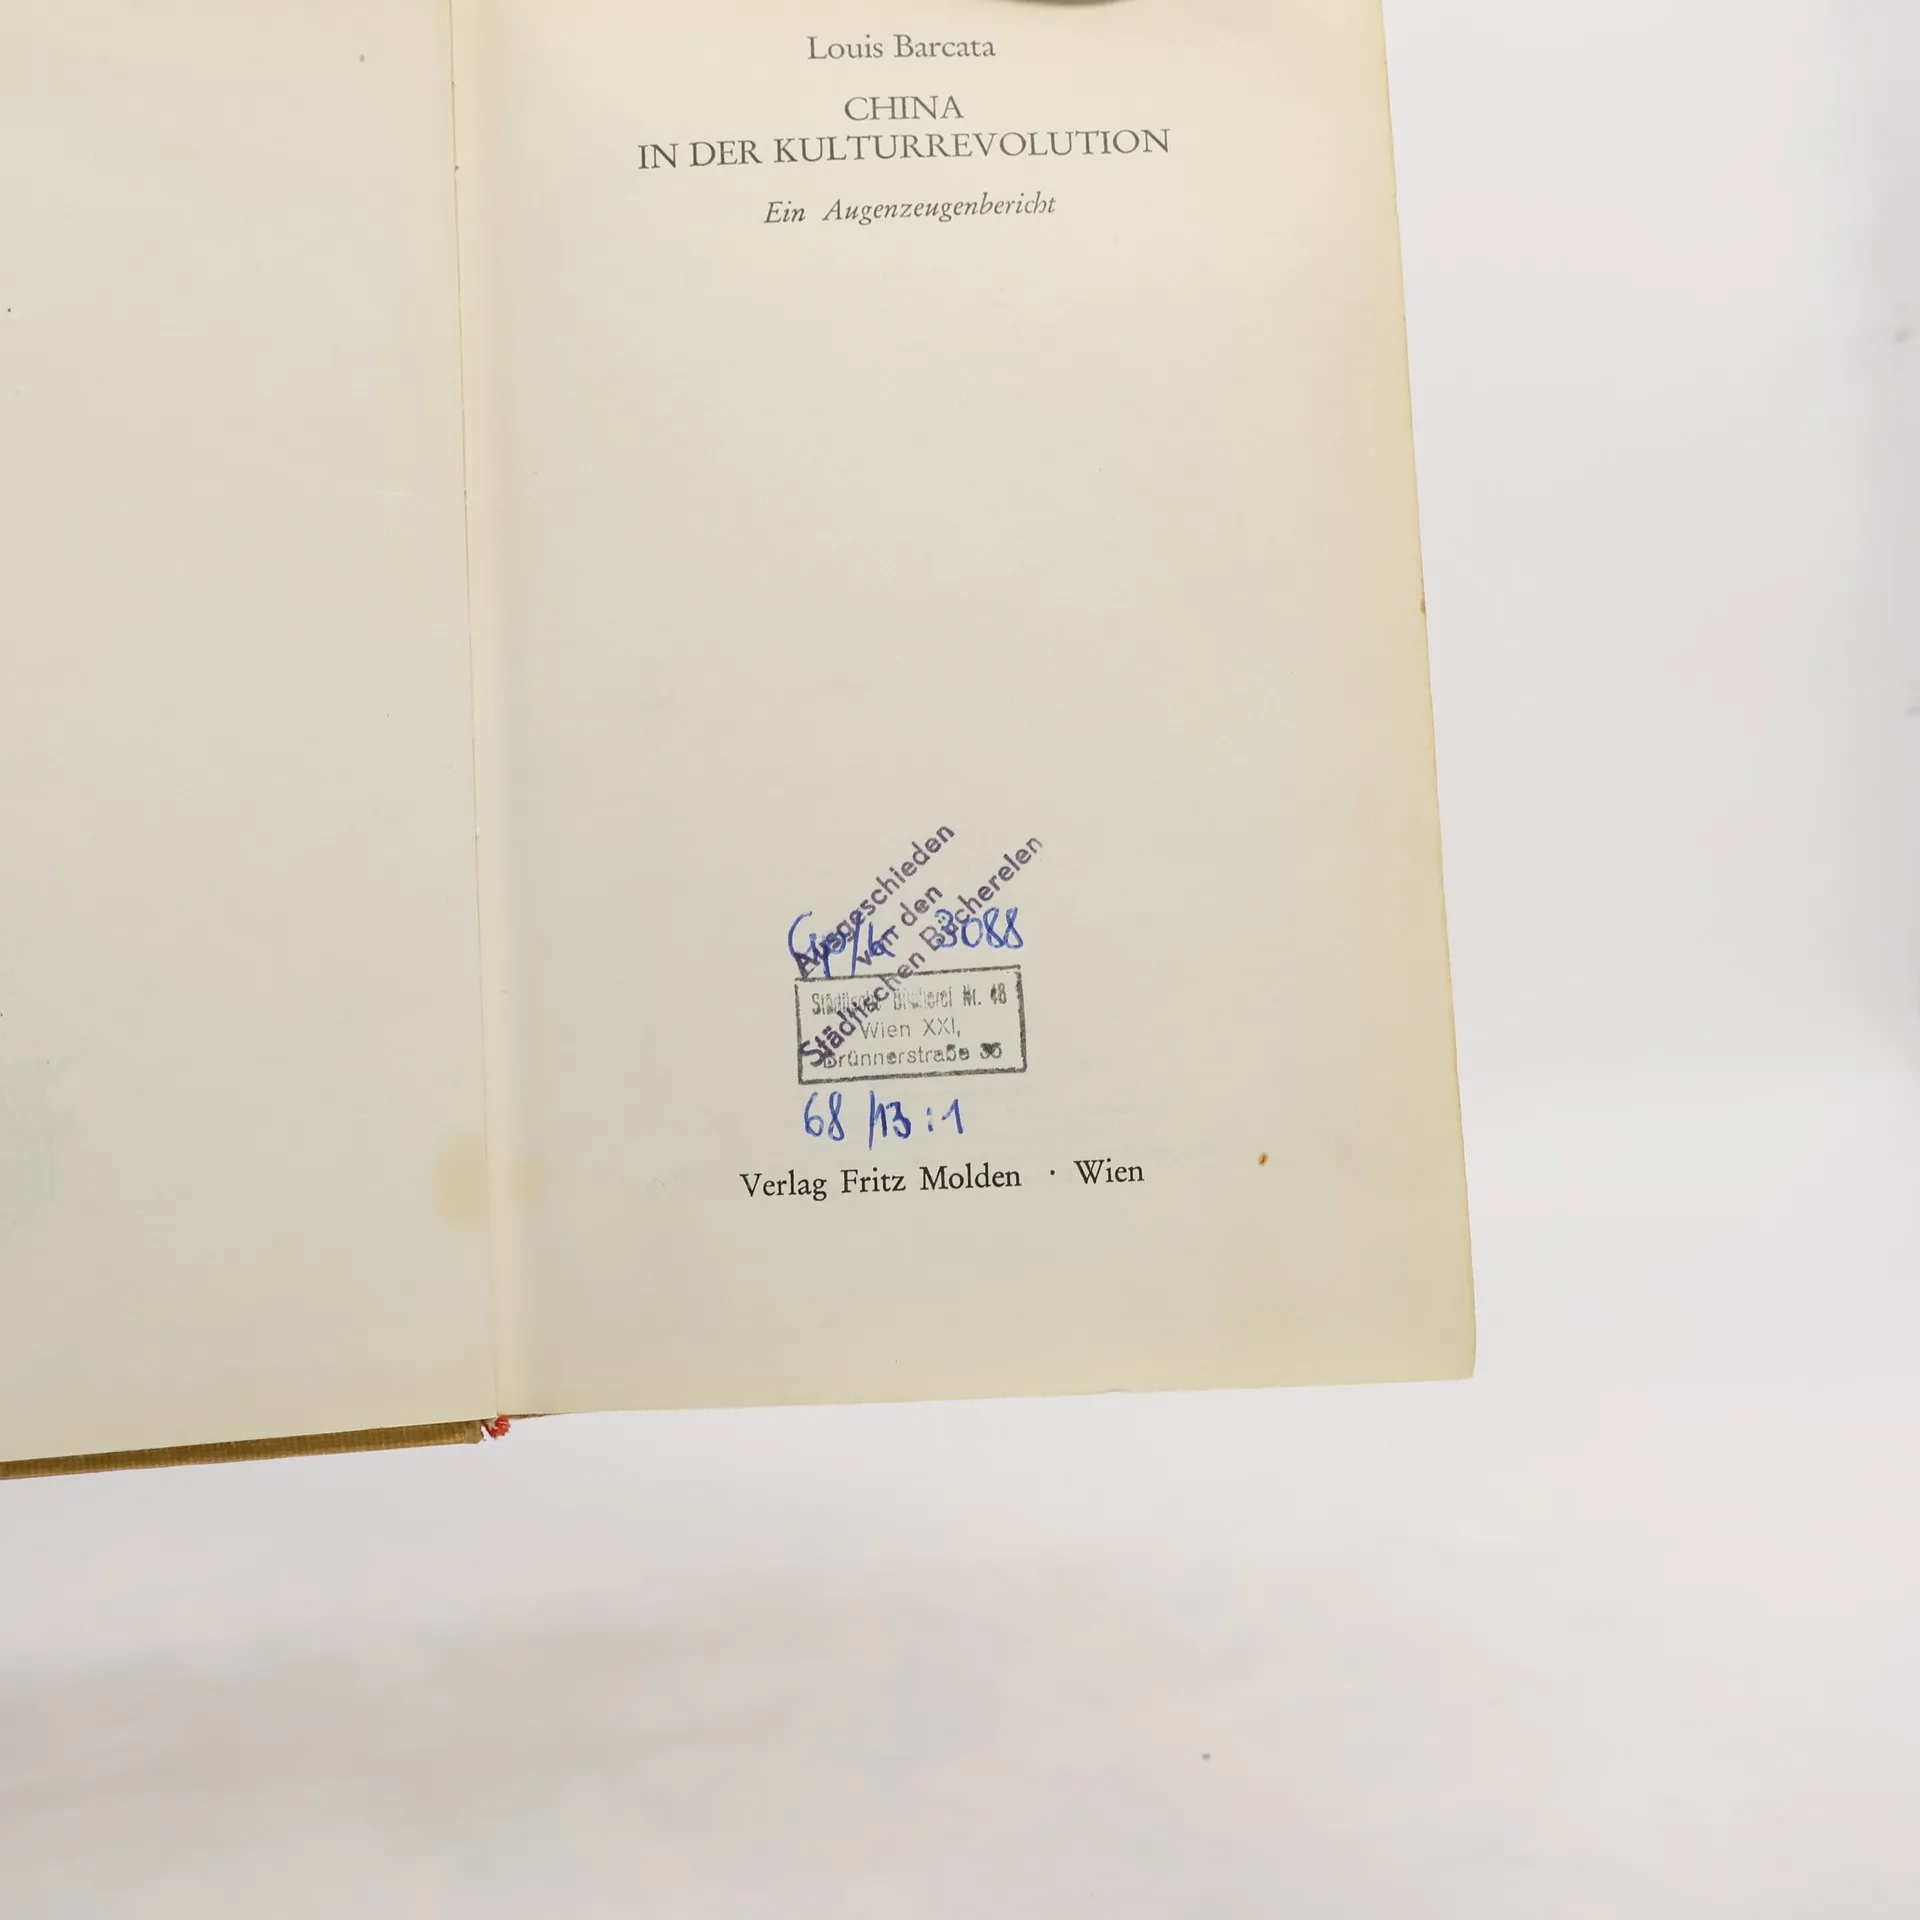 Louis Barcata
CHINA
IN DER KULTURREVOLUTION
Ein Augenzeugenbericht
Ausgeschieden
von den
Städtischen Büchereien
3088
Städtische Bücherei Nr. 48
Wien XXI,
Brünnerstraße 36
68/13:1
Verlag Fritz Molden · Wien